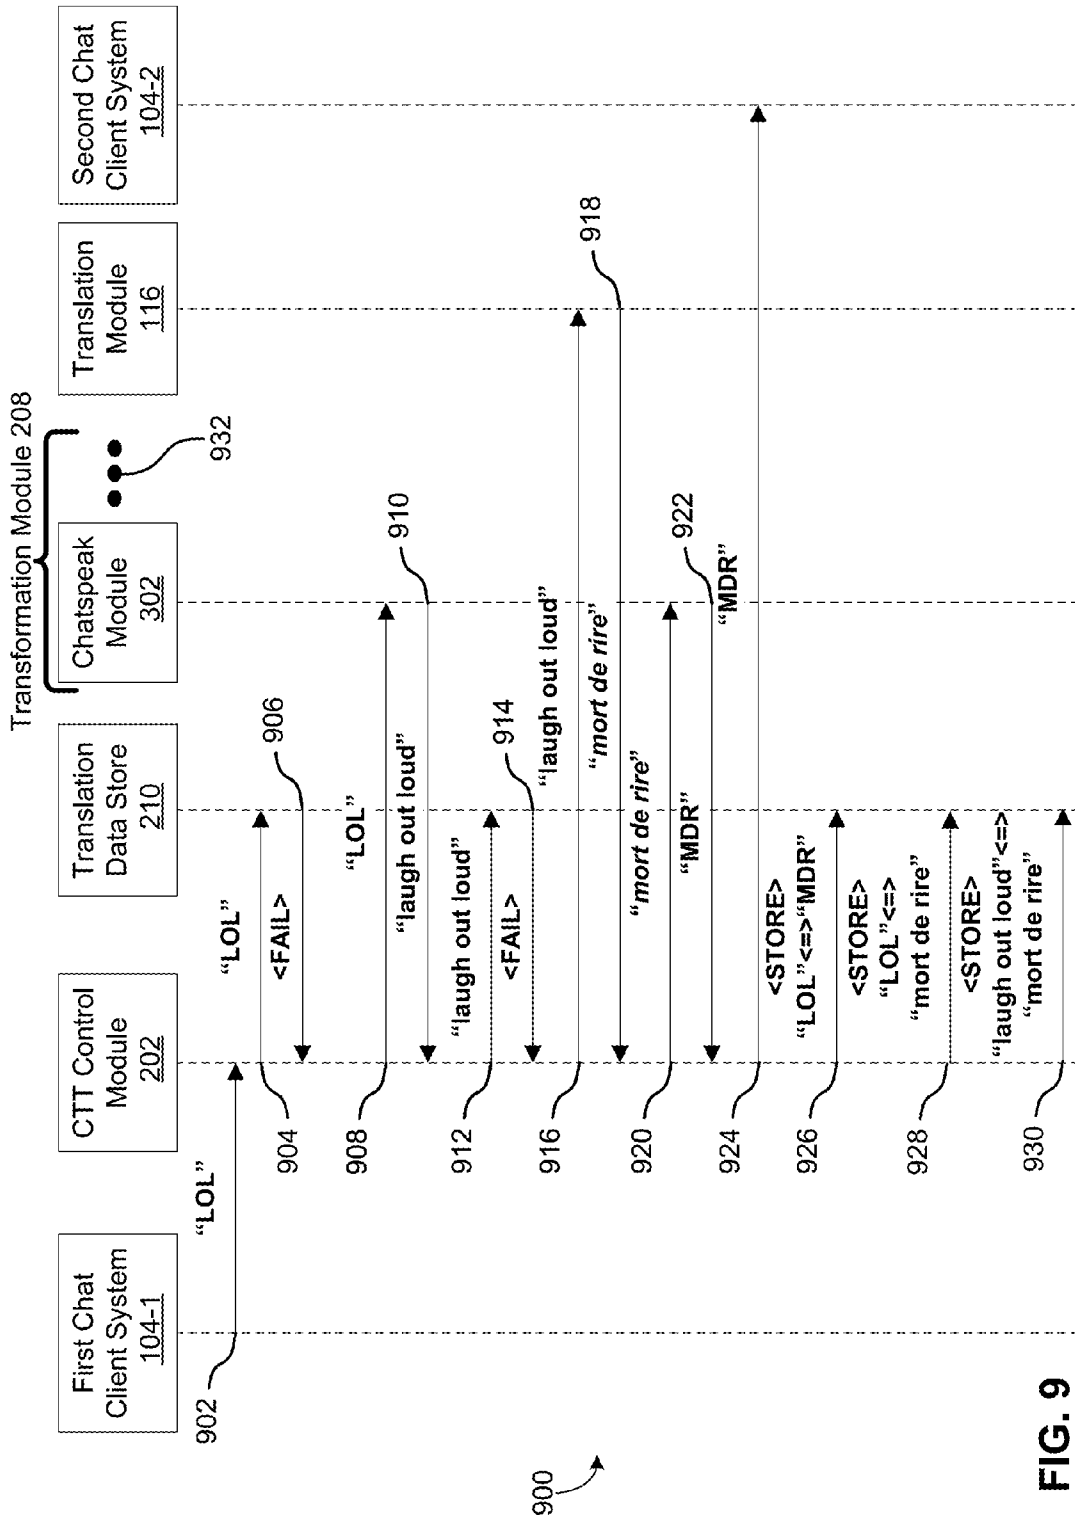 Transformation Module 208
First Chat
Client System
104-1
CTT Control
Module
202
Translation
Data Store
210
Chatspeak
Module
302
932
Translation
Module
116
Second Chat
Client System
104-2
902
“LOL”
“LOL”
904
<FAIL>
906
“LOL”
908
“laugh out loud”
910
“laugh out loud”
912
<FAIL>
914
“laugh out loud”
916
“mort de rire”
918
“mort de rire”
920
“MDR”
922
“MDR”
924
<STORE>
“LOL”<=>“MDR”
926
<STORE>
“LOL”<=>
“mort de rire”
928
<STORE>
“laugh out loud”<=>
“mort de rire”
930
900
FIG. 9